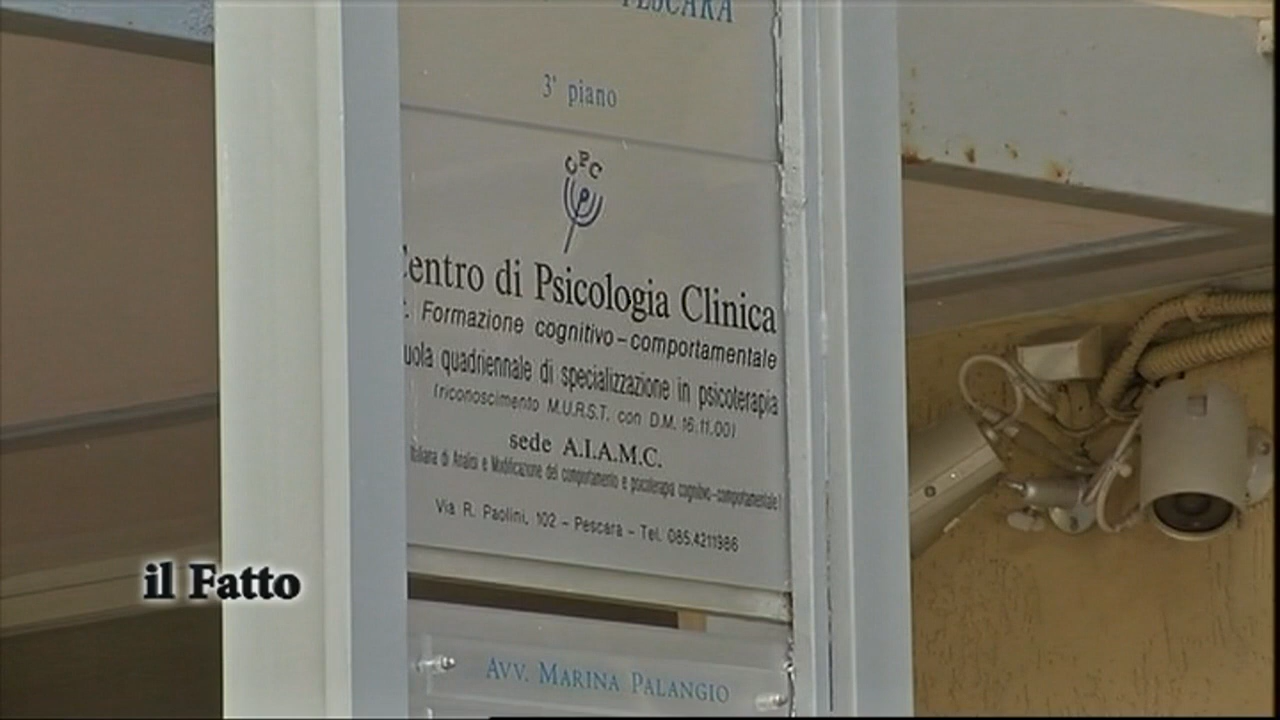 PESCARA
3° piano
CPC
Centro di Psicologia Clinica
. Formazione cognitivo-comportamentale
uola quadriennale di specializzazione in psicoterapia
(riconoscimento M.U.R.S.T. con D.M. 16.11.00)
sede A.I.A.M.C.
Italiana di Analisi e Modificazione del comportamento e psicoterapia cognitivo-comportamentale)
Via R. Paolini, 102 - Pescara - Tel. 085.4211986
il Fatto
AVV. MARINA PALANGIO